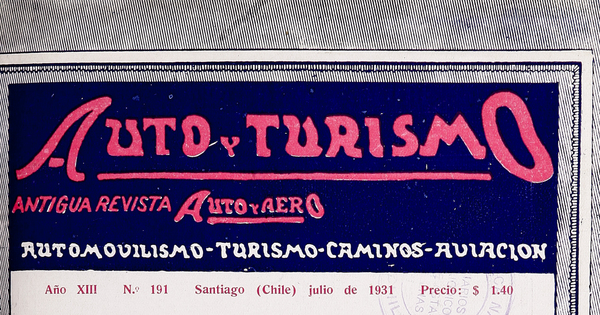 AUTO Y TURISMO
ANTIGUA REVISTA AUTO Y AERO
AUTOMOVILISMO-TURISMO-CAMINOS-AVIACION
Año XIII N.º 191 Santiago (Chile) julio de 1931 Precio: $ 1.40